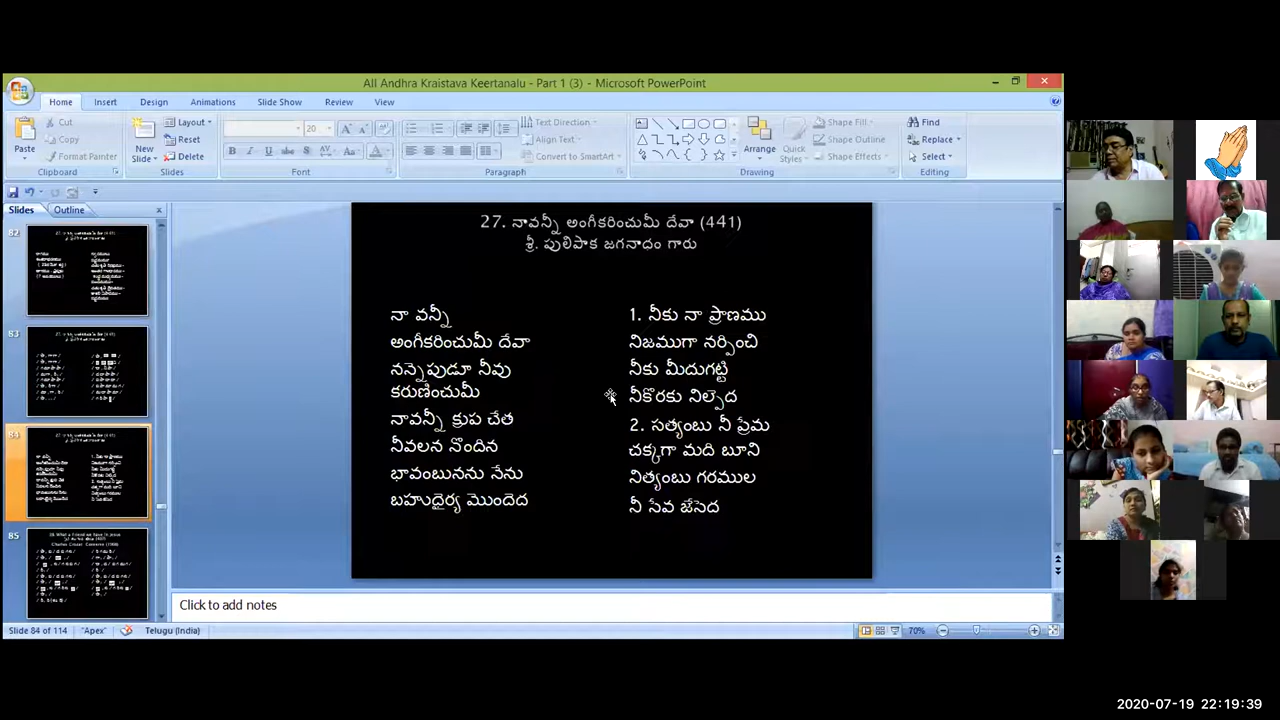 All Andhra Kraistava Keertanalu - Part 1 (3) - Microsoft PowerPoint
Home Insert Design Animations Slide Show Review View
Paste
Cut
Copy
Format Painter
Clipboard
New Slide
Layout
Reset
Delete
Slides
20
Font
Text Direction
Align Text
Convert to SmartArt
Paragraph
Arrange
Quick Styles
Shape Fill
Shape Outline
Shape Effects
Drawing
Find
Replace
Select
Editing
Slides Outline
82
83
84
85
27. నావన్నీ అంగీకరించుమీ దేవా (441)
శ్రీ. పులిపాక జగనాదం గారు
నా వన్నీ
అంగీకరించుమీ దేవా
నన్నెపుడూ నీవు
కరుణించుమీ
నావన్నీ క్రుప చేత
నీవలన నొందిన
భావంబునను నేను
బహుధైర్య మొందెద
1. నీకు నా ప్రాణము
నిజముగా నర్పించి
నీకు మీదుగట్టి
నీకొరకు నిల్పెద
2. సత్యంబు నీ ప్రేమ
చక్కగా మది బూని
నిత్యంబు గరముల
నీ సేవ జేసెద
Click to add notes
Slide 84 of 114 "Apex" Telugu (India) 70%
2020-07-19 22:19:39